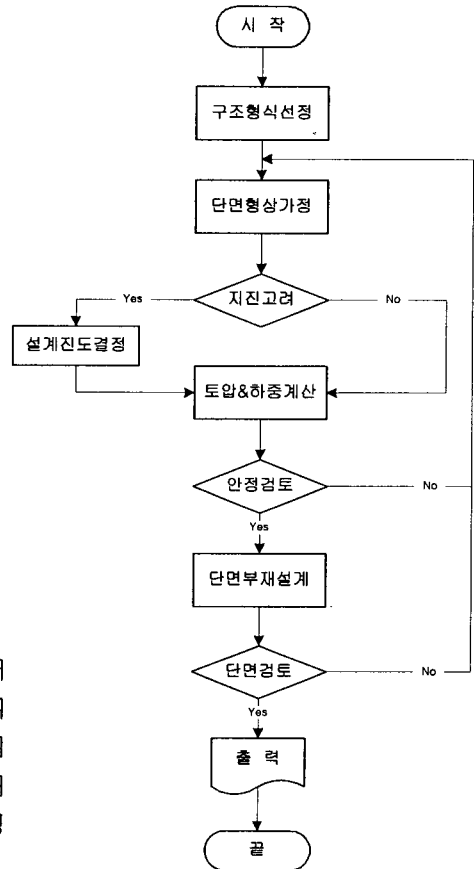 시 작
구조형식선정
단면형상가정
지진고려
Yes
No
설계진도결정
토압&하중계산
안정검토
No
Yes
단면부재설계
단면검토
No
Yes
출 력
끝